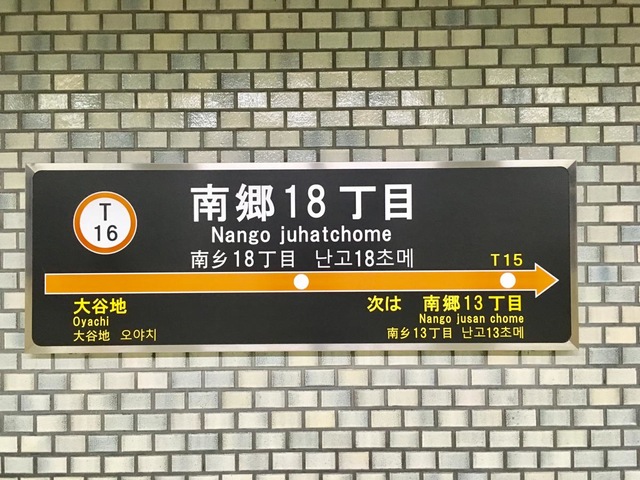 T
16
南郷18丁目
Nango juhatchome
南乡18丁目 난고18초메
T15
大谷地
Oyachi
大谷地 오야치
次は 南郷13丁目
Nango jusan chome
南乡13丁目 난고13초메